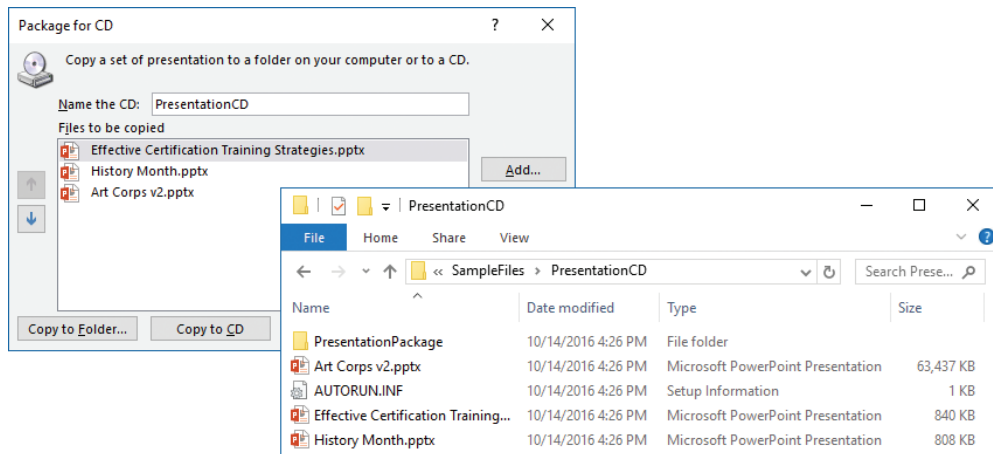 Package for CD ?
Copy a set of presentation to a folder on your computer or to a CD.
Name the CD: PresentationCD
Files to be copied
Effective Certification Training Strategies.pptx
History Month.pptx
Art Corps v2.pptx
Add...
Copy to Folder...
Copy to CD
PresentationCD
File Home Share View ?
« SampleFiles > PresentationCD
Search Prese...
Name Date modified Type Size
PresentationPackage 10/14/2016 4:26 PM File folder
Art Corps v2.pptx 10/14/2016 4:26 PM Microsoft PowerPoint Presentation 63,437 KB
AUTORUN.INF 10/14/2016 4:26 PM Setup Information 1 KB
Effective Certification Training... 10/14/2016 4:26 PM Microsoft PowerPoint Presentation 840 KB
History Month.pptx 10/14/2016 4:26 PM Microsoft PowerPoint Presentation 808 KB